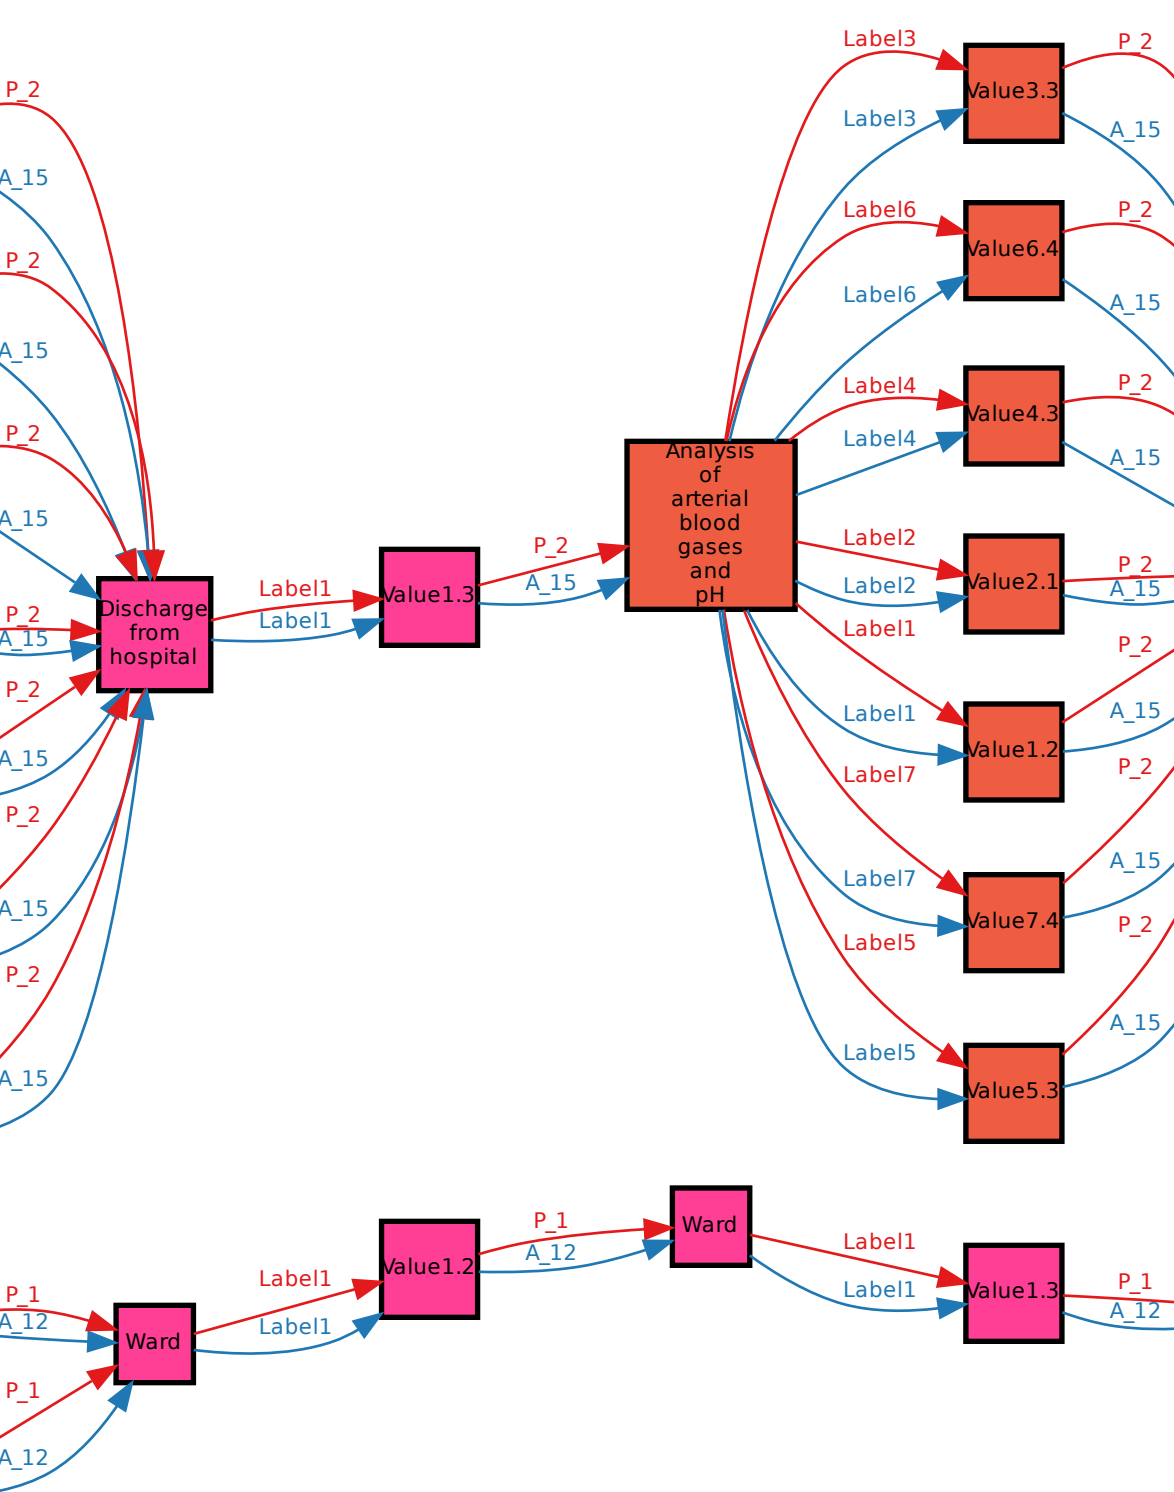 P_2
A_15
P_2
A_15
P_2
A_15
P_2
A_15
P_2
A_15
P_2
A_15
P_2
A_15
Discharge
from
hospital
Label1
Label1
Value1.3
P_2
A_15
Analysis
of
arterial
blood
gases
and
pH
Label3
Label3
Label6
Label6
Label4
Label4
Label2
Label2
Label1
Label1
Label7
Label7
Label5
Label5
Value3.3
Value6.4
Value4.3
Value2.1
Value1.2
Value7.4
Value5.3
P_2
A_15
P_2
A_15
P_2
A_15
P_2
A_15
P_2
A_15
P_2
A_15
P_2
A_15
P_1
A_12
P_1
A_12
Ward
Label1
Label1
Value1.2
P_1
A_12
Ward
Label1
Label1
Value1.3
P_1
A_12